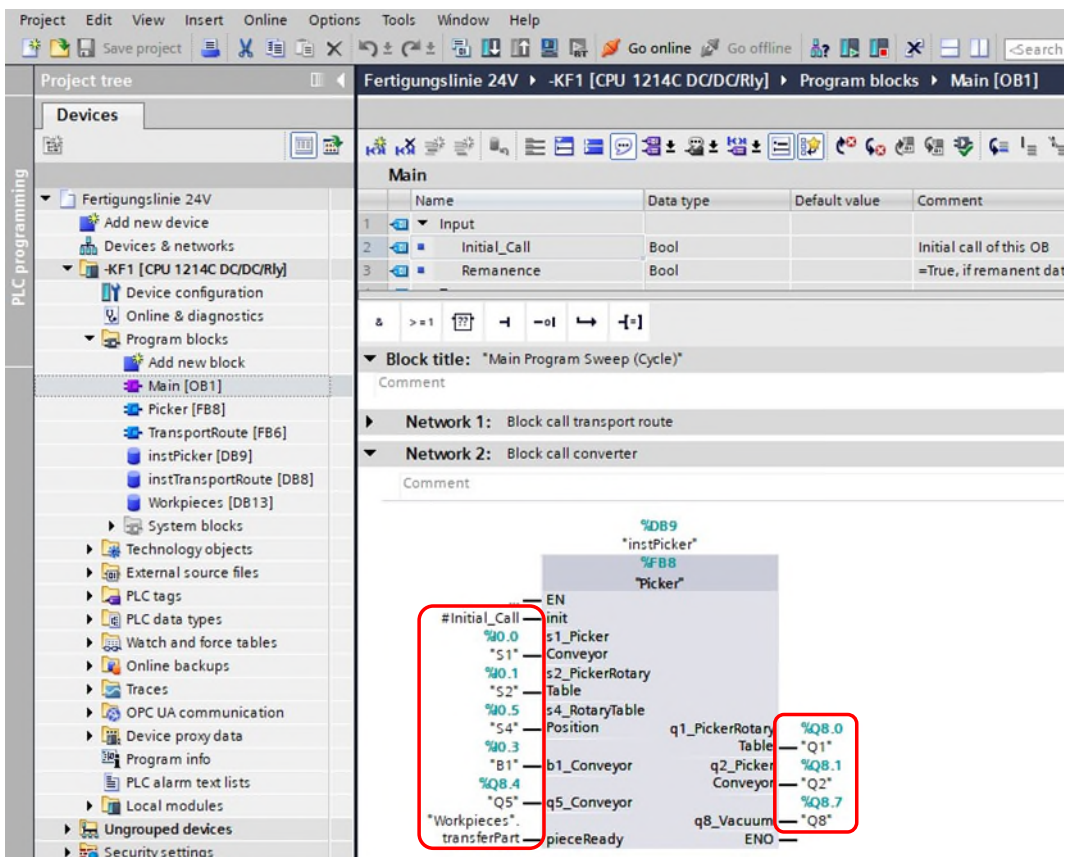 Project Edit View Insert Online Options Tools Window Help
Save project Go online Go offline <Search
Project tree
Fertigungslinie 24V -KF1 [CPU 1214C DC/DC/Rly] Program blocks Main [OB1]
Devices
PLC programming
Fertigungslinie 24V
Add new device
Devices & networks
-KF1 [CPU 1214C DC/DC/Rly]
Device configuration
Online & diagnostics
Program blocks
Add new block
Main [OB1]
Picker [FB8]
TransportRoute [FB6]
instPicker [DB9]
instTransportRoute [DB8]
Workpieces [DB13]
System blocks
Technology objects
External source files
PLC tags
PLC data types
Watch and force tables
Online backups
Traces
OPC UA communication
Device proxy data
Program info
PLC alarm text lists
Local modules
Ungrouped devices
Security settings
Main
Name Data type Default value Comment
1 Input
2 Initial_Call Bool Initial call of this OB
3 Remanence Bool =True, if remanent dat
& >=1 ??
Block title: "Main Program Sweep (Cycle)"
Comment
Network 1: Block call transport route
Network 2: Block call converter
Comment
%DB9
"instPicker"
%FB8
"Picker"
... EN
#Initial_Call init
%I0.0 s1_Picker
"S1" Conveyor
%I0.1 s2_PickerRotary
"S2" Table
%I0.5 s4_RotaryTable
"S4" Position q1_PickerRotary %Q8.0
%I0.3 Table "Q1"
"B1" b1_Conveyor q2_Picker %Q8.1
%Q8.4 Conveyor "Q2"
"Q5" q5_Conveyor %Q8.7
"Workpieces". q8_Vacuum "Q8"
transferPart pieceReady ENO